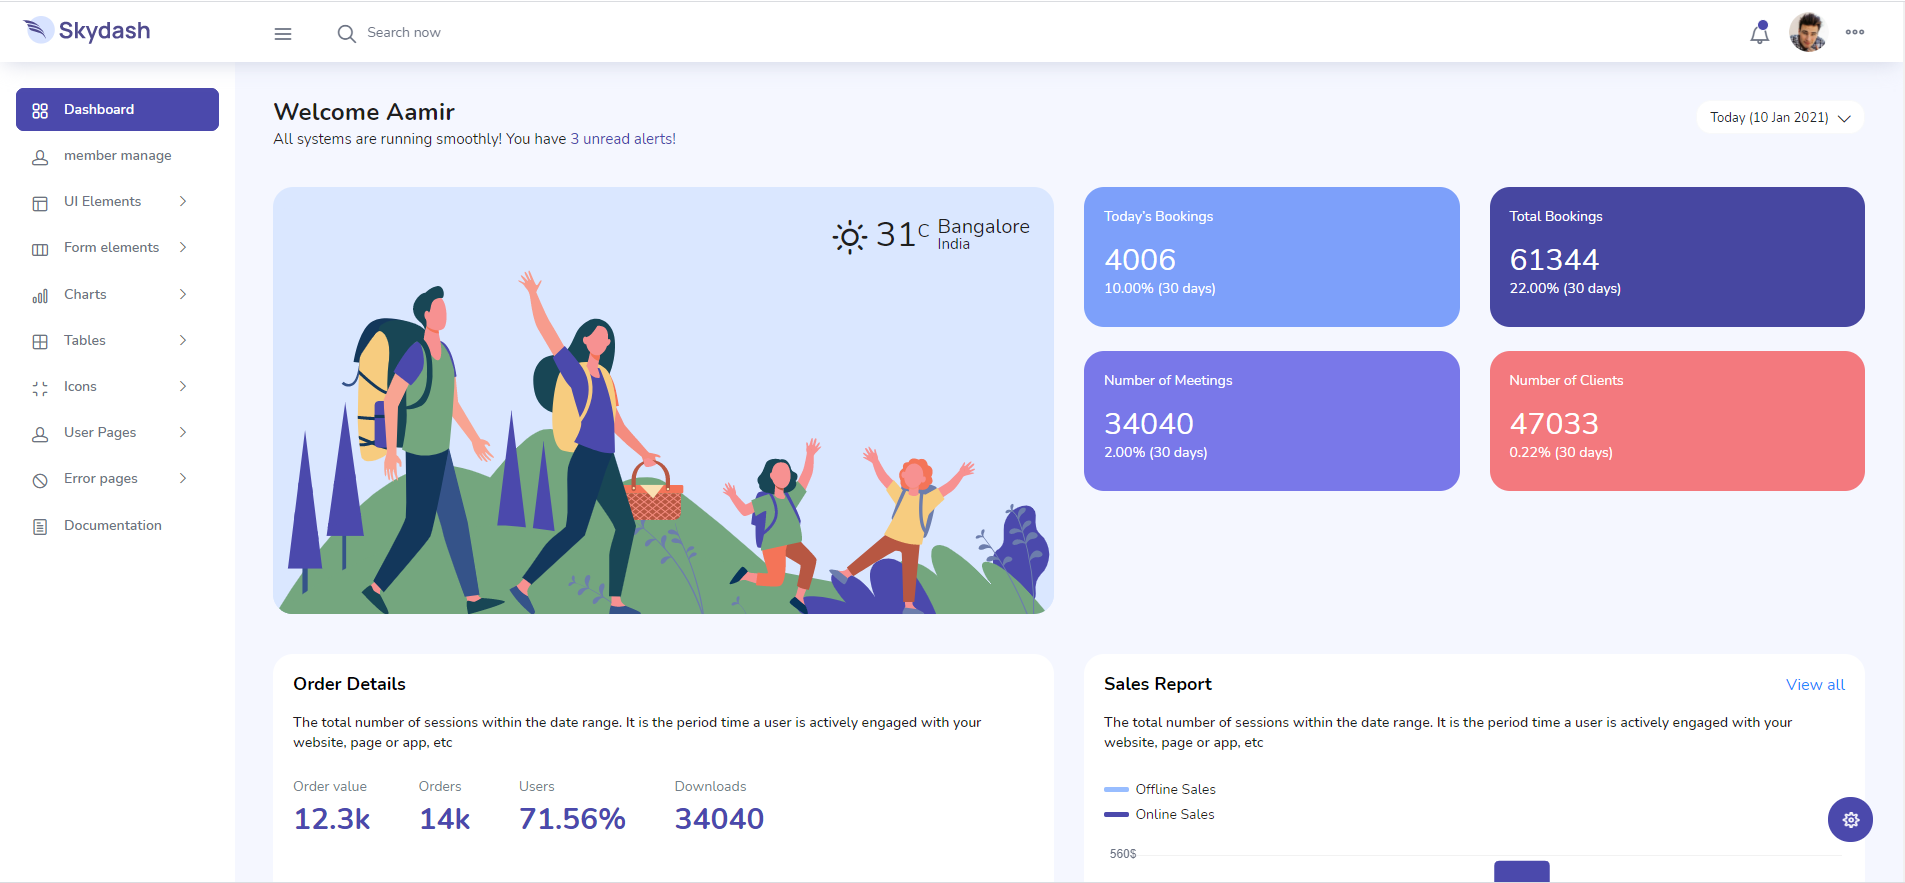 Skydash
Search now
Dashboard
member manage
UI Elements
Form elements
Charts
Tables
Icons
User Pages
Error pages
Documentation
Welcome Aamir
All systems are running smoothly! You have 3 unread alerts!
Today (10 Jan 2021)
31C Bangalore
India
Today's Bookings
4006
10.00% (30 days)
Total Bookings
61344
22.00% (30 days)
Number of Meetings
34040
2.00% (30 days)
Number of Clients
47033
0.22% (30 days)
Order Details
The total number of sessions within the date range. It is the period time a user is actively engaged with your
website, page or app, etc
Order value
12.3k
Orders
14k
Users
71.56%
Downloads
34040
Sales Report
View all
The total number of sessions within the date range. It is the period time a user is actively engaged with your
website, page or app, etc
Offline Sales
Online Sales
560$